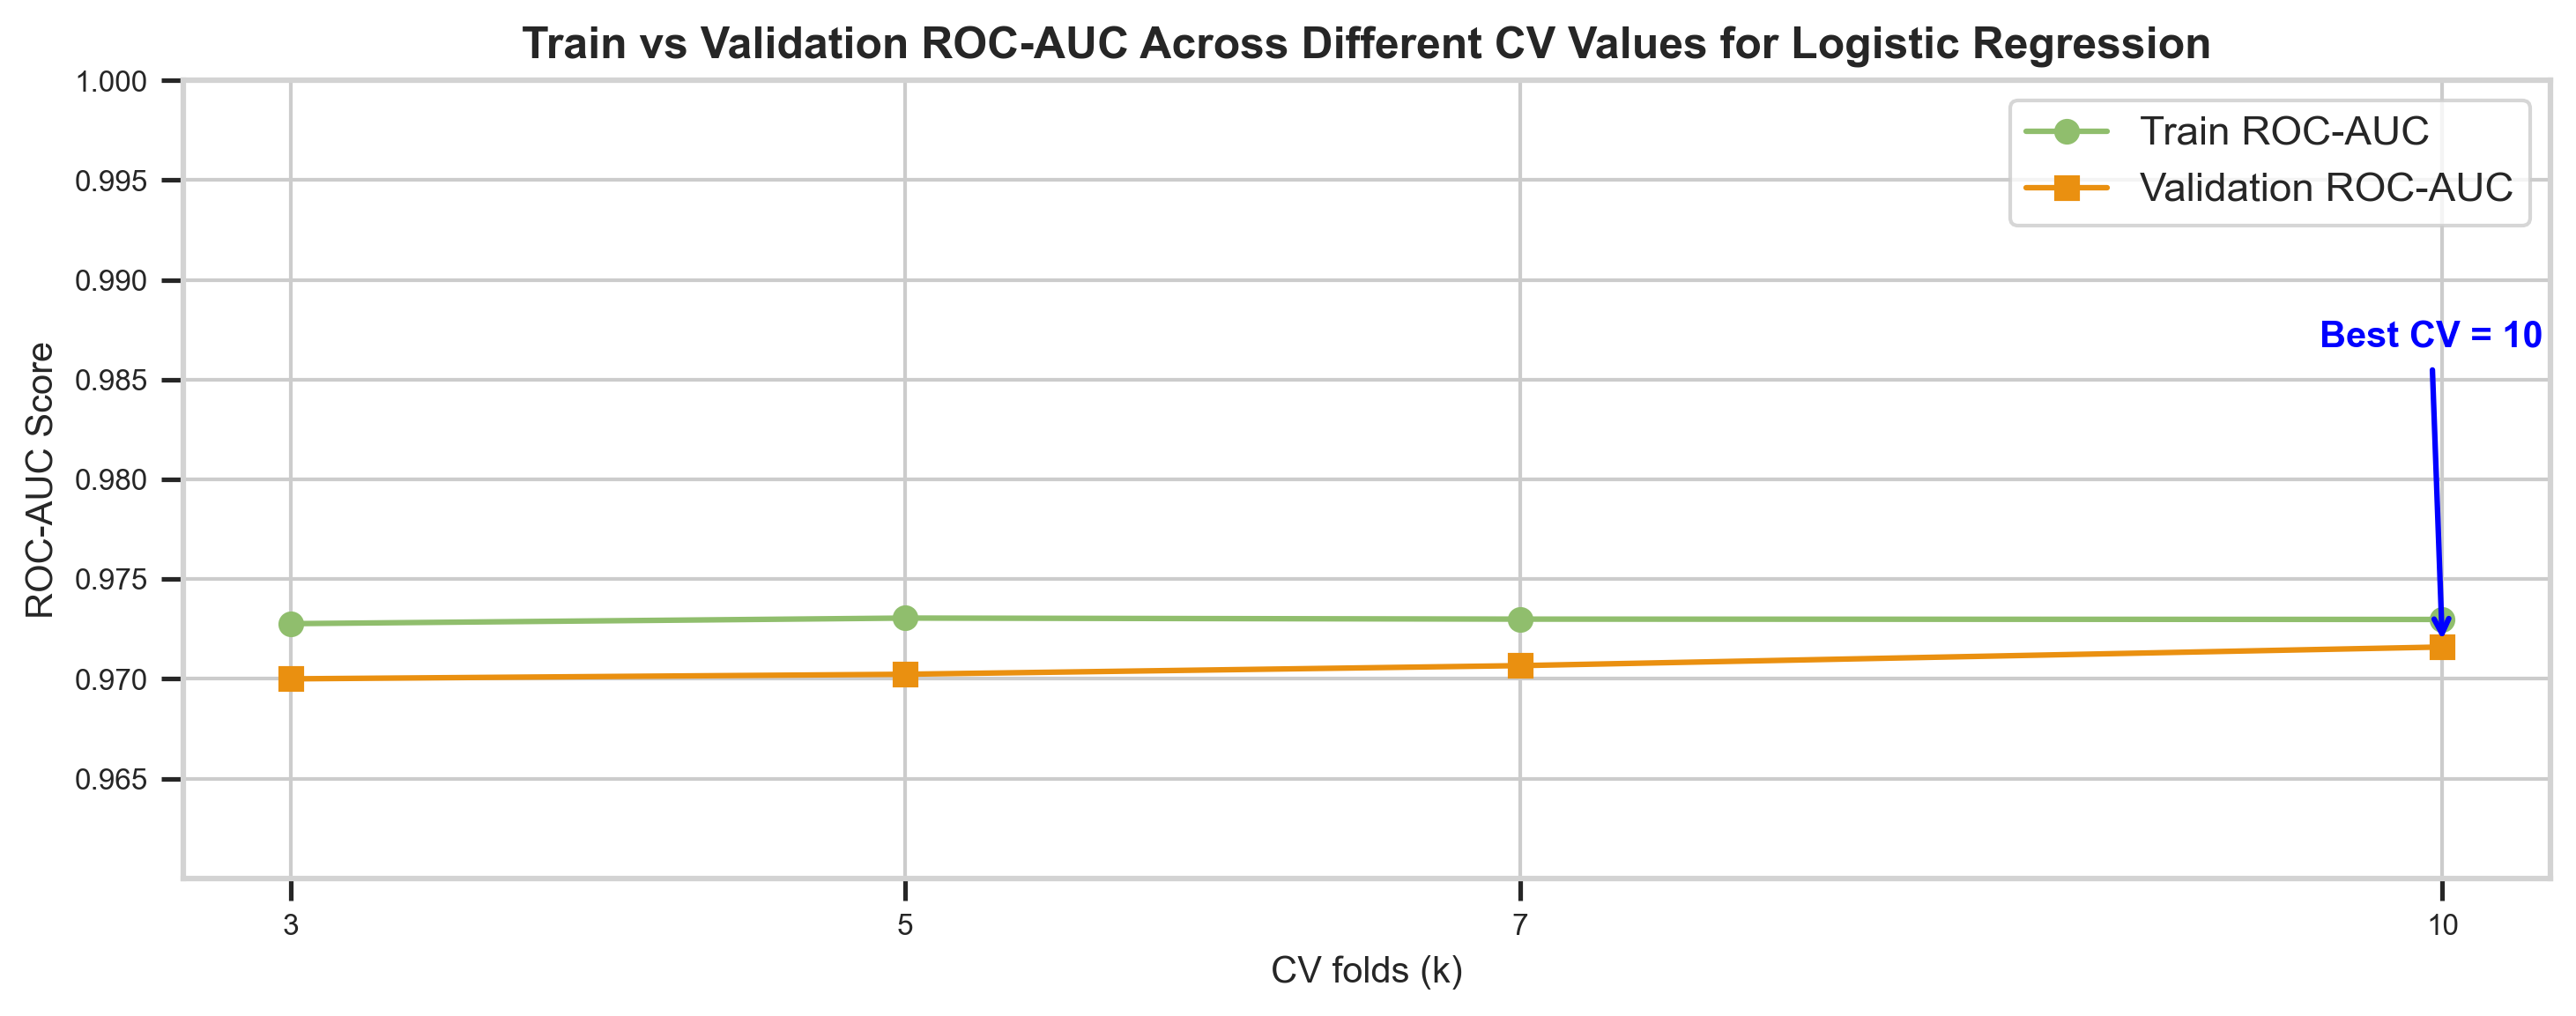 Train vs Validation ROC-AUC Across Different CV Values for Logistic Regression
1.000
0.995
0.990
0.985
0.980
0.975
0.970
0.965
ROC-AUC Score
Train ROC-AUC
Validation ROC-AUC
Best CV = 10
3
5
7
10
CV folds (k)